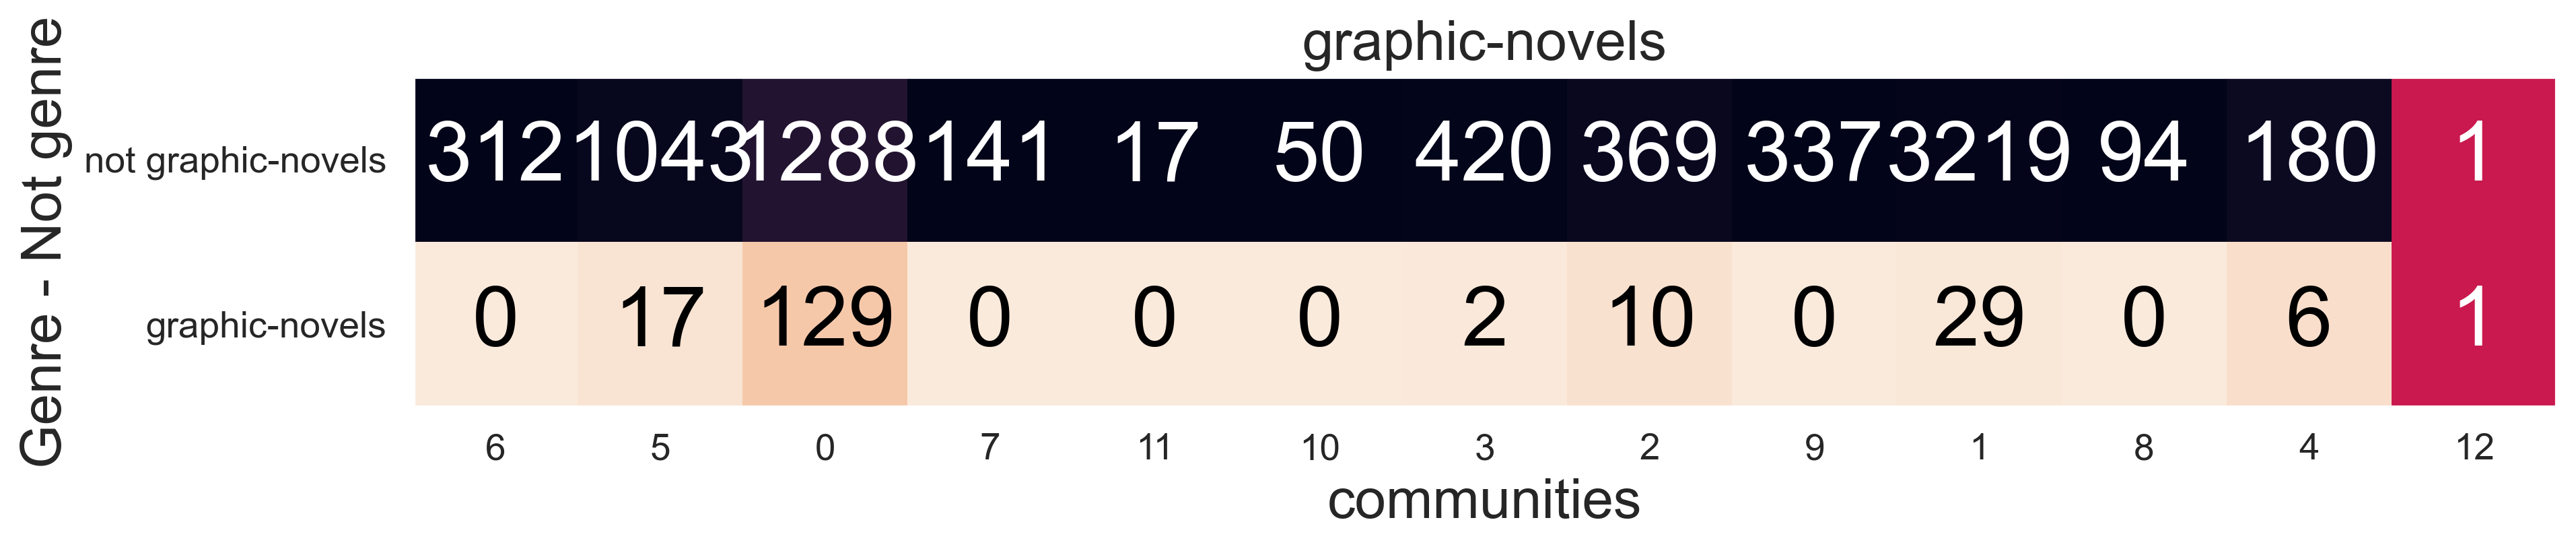 graphic-novels
Genre - Not genre
not graphic-novels 312 1043 1288 141 17 50 420 369 337 3219 94 180 1
graphic-novels 0 17 129 0 0 0 2 10 0 29 0 6 1
6 5 0 7 11 10 3 2 9 1 8 4 12
communities